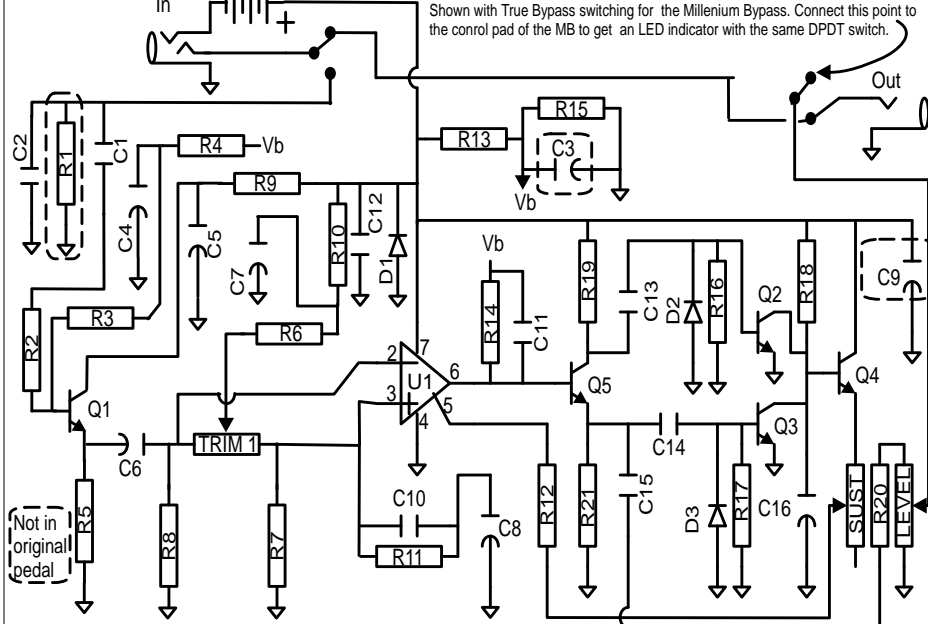 In
+
Shown with True Bypass switching for the Millenium Bypass. Connect this point to
the conrol pad of the MB to get an LED indicator with the same DPDT switch.
Out
R15
R13
C3
Vb
C2
R1
C1
R4
Vb
C4
R9
C5
C7
R10
C12
D1
R3
R2
R6
Q1
C6
TRIM 1
R5
Not in
original
pedal
R8
R7
2
3
7
U1
6
5
4
C10
R11
C8
Vb
R14
C11
R19
C13
D2
R16
Q2
R18
C9
Q5
Q4
C14
Q3
R12
R21
C15
D3
R17
C16
SUST
R20
LEVEL